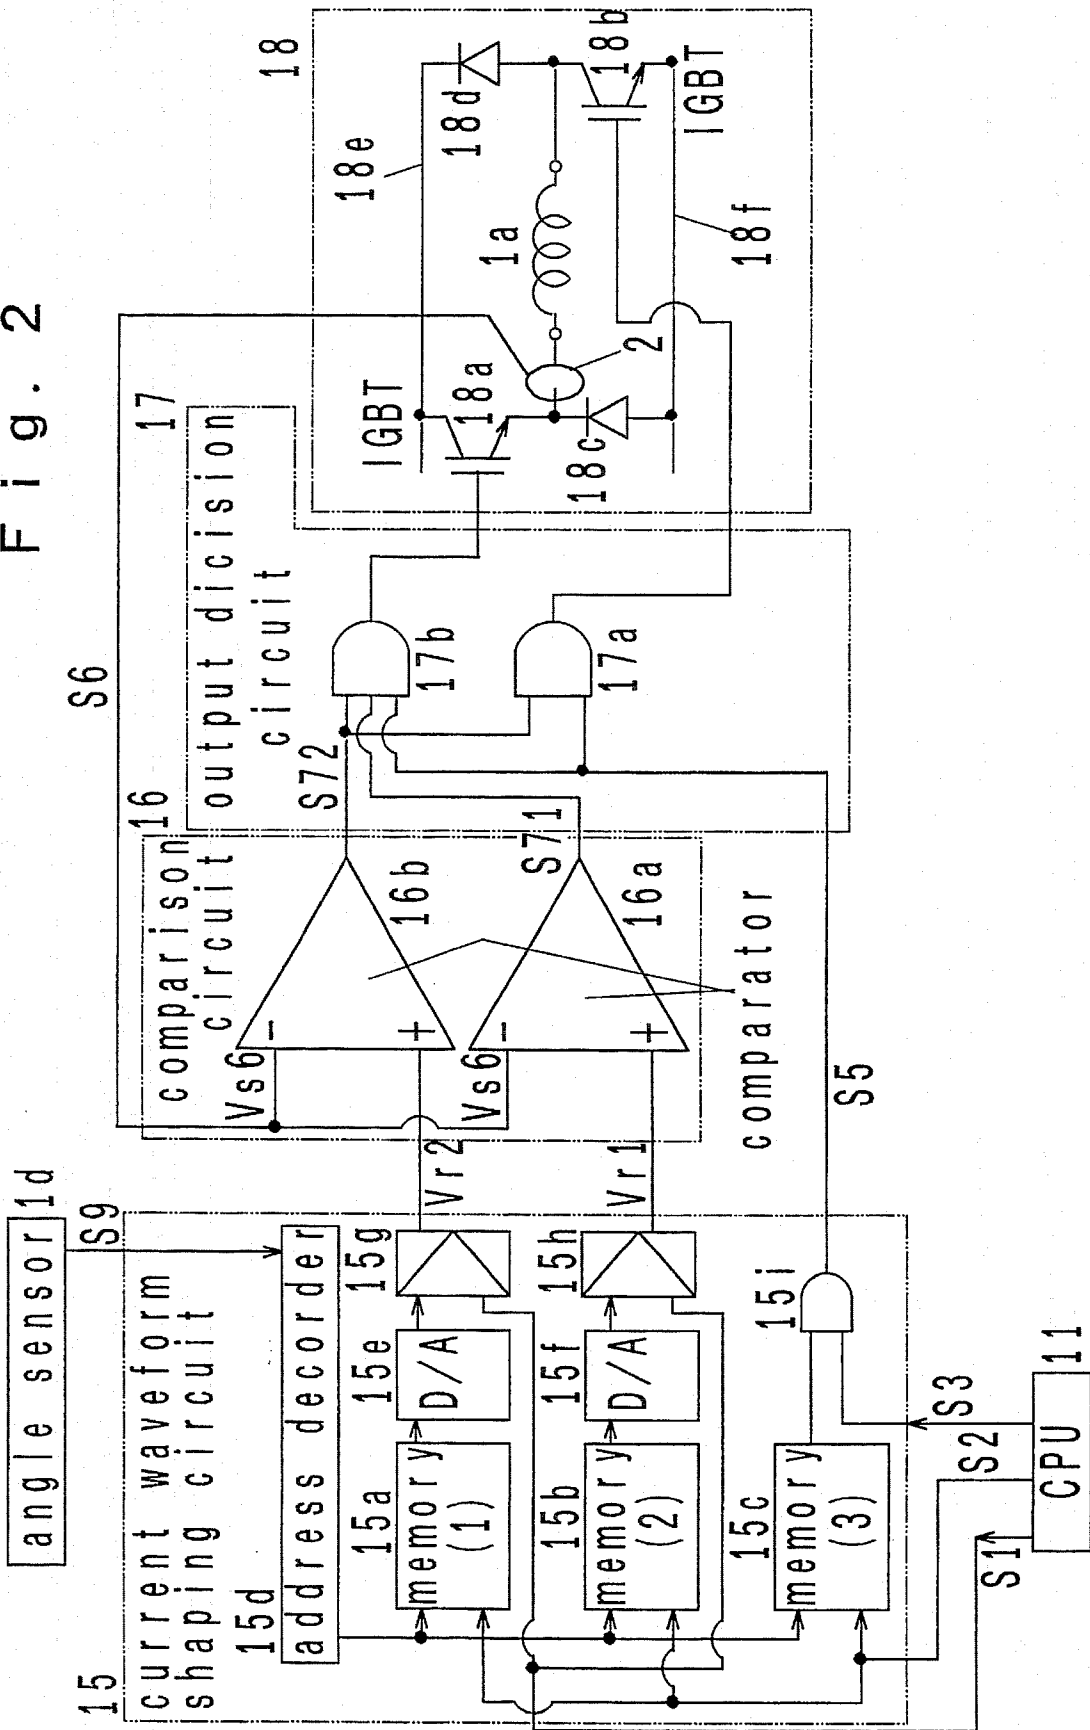 Fig. 2
angle sensor
1d
S9
15
current waveform
shaping circuit
15d
address decorder
15a
memory
(1)
15e
D/A
15g
Vr2
15b
memory
(2)
15f
D/A
15h
Vr1
15c
memory
(3)
15i
S5
S1
S2
S3
CPU
11
S6
16
comparison
circuit
Vs6
-
+
16b
Vs6
-
+
16a
comparator
S72
S71
17
output dicision
circuit
17b
17a
18
18e
18d
18b
IGBT
IGBT
18a
1a
2
18c
18f